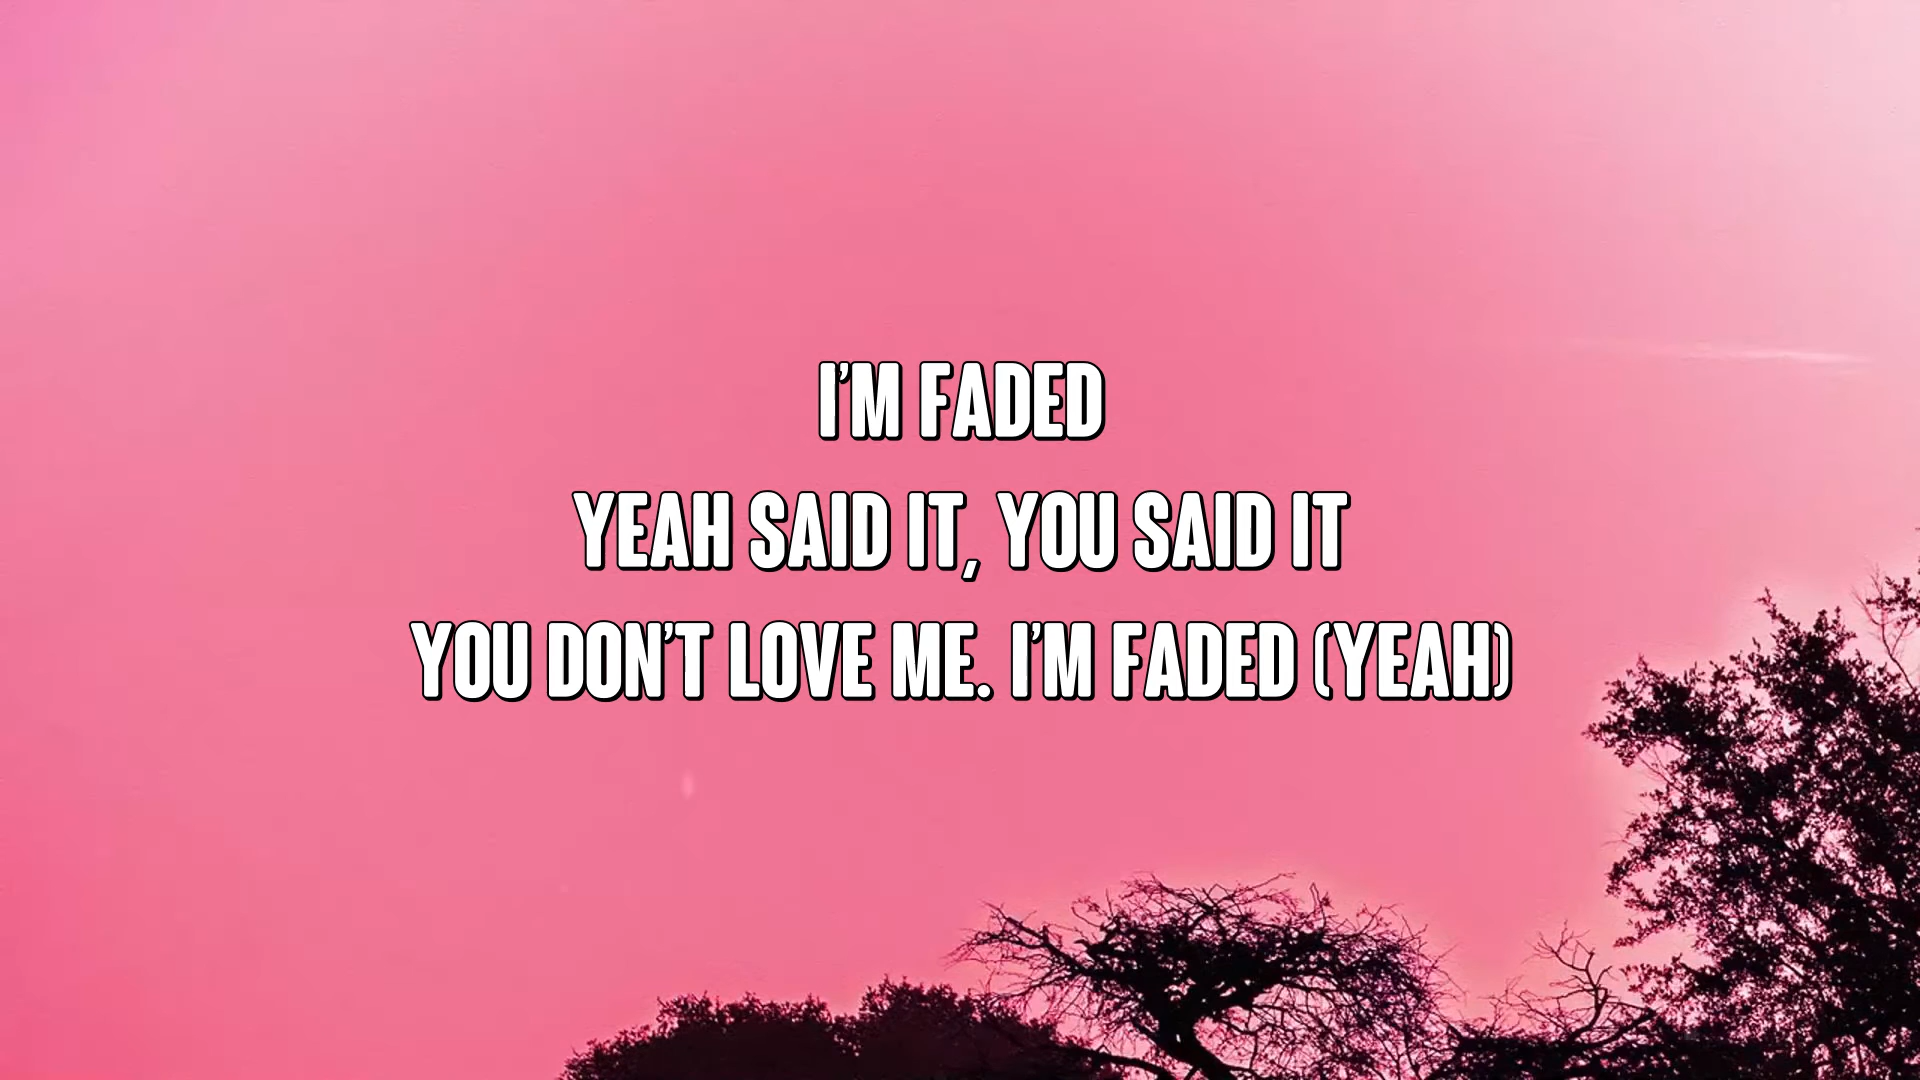 I'M FADED
YEAH SAID IT, YOU SAID IT
YOU DON'T LOVE ME. I'M FADED (YEAH)